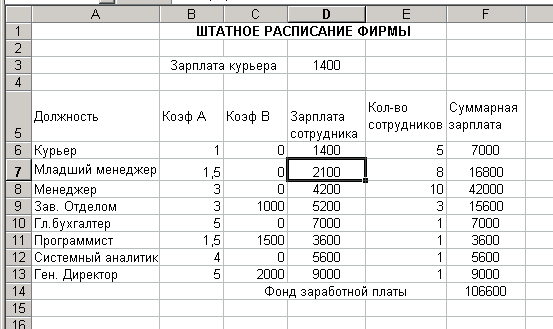 A B C D E F
1 ШТАТНОЕ РАСПИСАНИЕ ФИРМЫ
2
3 Зарплата курьера 1400
4
5 Должность Коэф А Коэф В Зарплата сотрудника Кол-во сотрудников Суммарная зарплата
6 Курьер 1 0 1400 5 7000
7 Младший менеджер 1,5 0 2100 8 16800
8 Менеджер 3 0 4200 10 42000
9 Зав. Отделом 3 1000 5200 3 15600
10 Гл.бухгалтер 5 0 7000 1 7000
11 Программист 1,5 1500 3600 1 3600
12 Системный аналитик 4 0 5600 1 5600
13 Ген. Директор 5 2000 9000 1 9000
14 Фонд заработной платы 106600
15
16